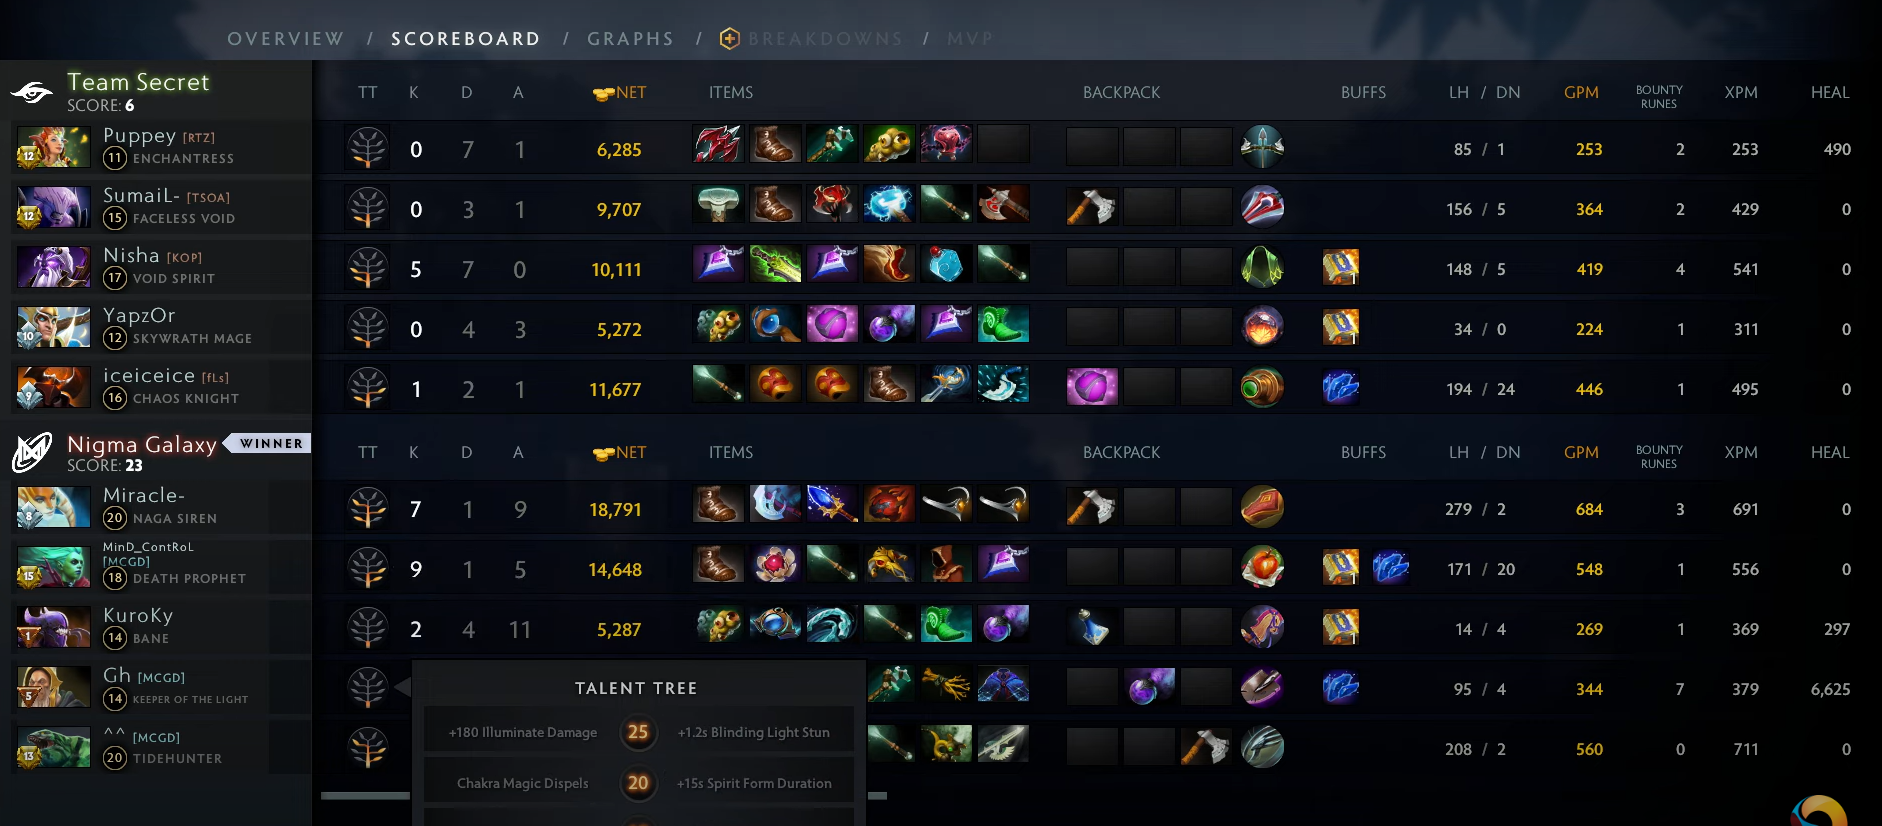 OVERVIEW / SCOREBOARD / GRAPHS / BREAKDOWNS / MVP
Team Secret
SCORE: 6
TT K D A NET ITEMS BACKPACK BUFFS LH / DN GPM BOUNTY RUNES XPM HEAL
12 Puppey [RTZ] 11 ENCHANTRESS 0 7 1 6,285 85 / 1 253 2 253 490
12 SumaiL- [TSOA] 15 FACELESS VOID 0 3 1 9,707 156 / 5 364 2 429 0
Nisha [KOP] 17 VOID SPIRIT 5 7 0 10,111 1 148 / 5 419 4 541 0
10 YapzOr 12 SKYWRATH MAGE 0 4 3 5,272 1 34 / 0 224 1 311 0
9 iceiceice [fLs] 16 CHAOS KNIGHT 1 2 1 11,677 194 / 24 446 1 495 0
Nigma Galaxy WINNER
SCORE: 23
TT K D A NET ITEMS BACKPACK BUFFS LH / DN GPM BOUNTY RUNES XPM HEAL
8 Miracle- 20 NAGA SIREN 7 1 9 18,791 279 / 2 684 3 691 0
15 MinD_ContRoL [MCGD] 18 DEATH PROPHET 9 1 5 14,648 1 171 / 20 548 1 556 0
1 KuroKy 14 BANE 2 4 11 5,287 1 14 / 4 269 1 369 297
5 Gh [MCGD] 14 KEEPER OF THE LIGHT 95 / 4 344 7 379 6,625
13 ^^ [MCGD] 20 TIDEHUNTER 208 / 2 560 0 711 0
TALENT TREE
+180 Illuminate Damage 25 +1.2s Blinding Light Stun
Chakra Magic Dispels 20 +15s Spirit Form Duration